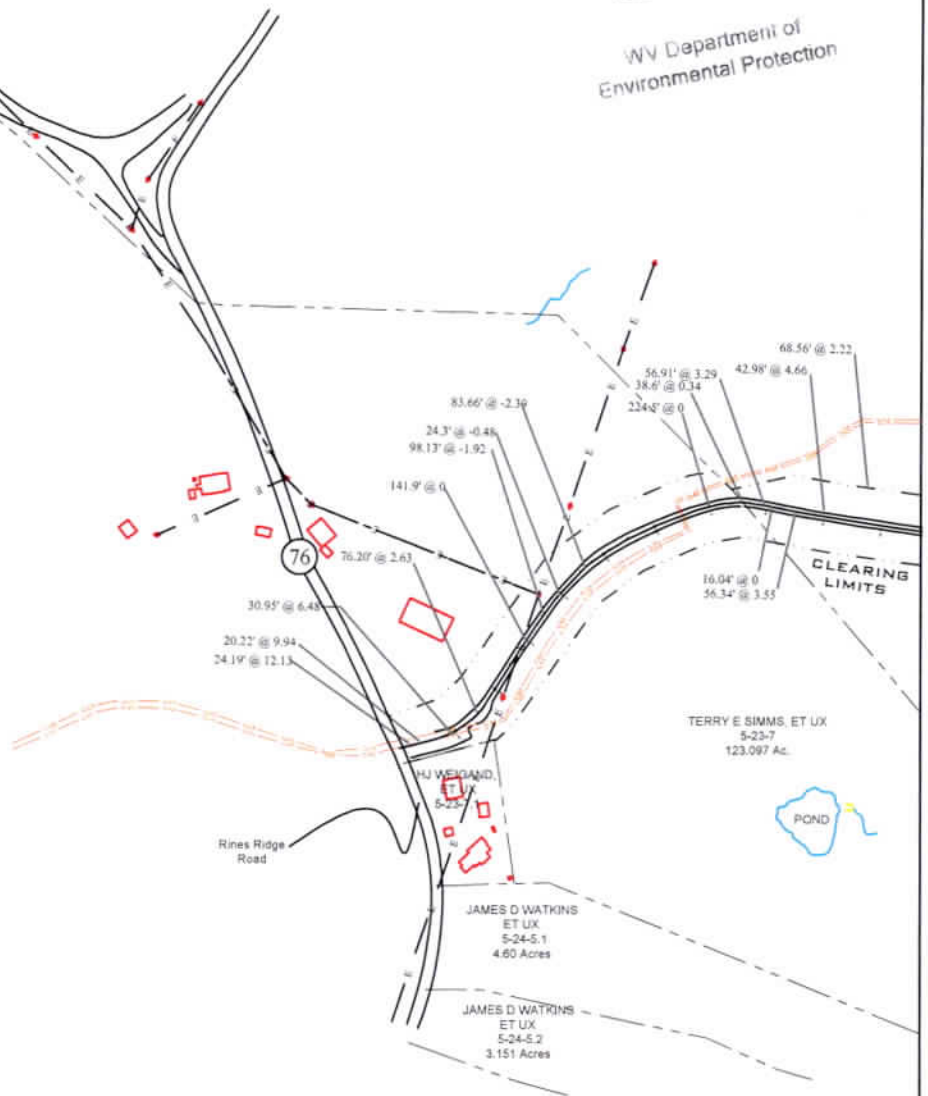 WV Department of
Environmental Protection
68.56' @ 2.22
56.91' @ 3.29
42.98' @ 4.66
38.6' @ 0.34
224.5' @ 0
83.66' @ -2.39
24.3' @ -0.48
98.13' @ -1.92
141.9' @ 0
76
76.20' @ 2.63
30.95' @ 6.48
20.22' @ 9.94
24.19' @ 12.13
16.04' @ 0
56.34' @ 3.55
CLEARING
LIMITS
TERRY E SIMMS, ET UX
5-23-7
123.097 Ac.
POND
HJ WEIGAND,
ET UX
5-23-7.1
Rines Ridge
Road
JAMES D WATKINS
ET UX
5-24-5.1
4.60 Acres
JAMES D WATKINS
ET UX
5-24-5.2
3.151 Acres
E
E
E
E
E
E
E
E
E
E
E